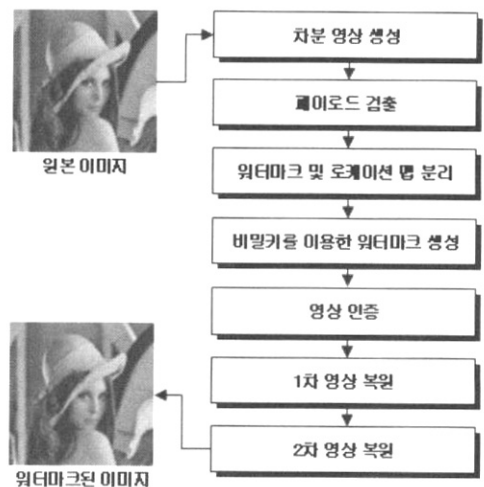 차분 영상 생성
페이로드 검출
원본 이미지
워터마크 및 로케이션 맵 분리
비밀키를 이용한 워터마크 생성
영상 인증
1차 영상 복원
2차 영상 복원
워터마크된 이미지